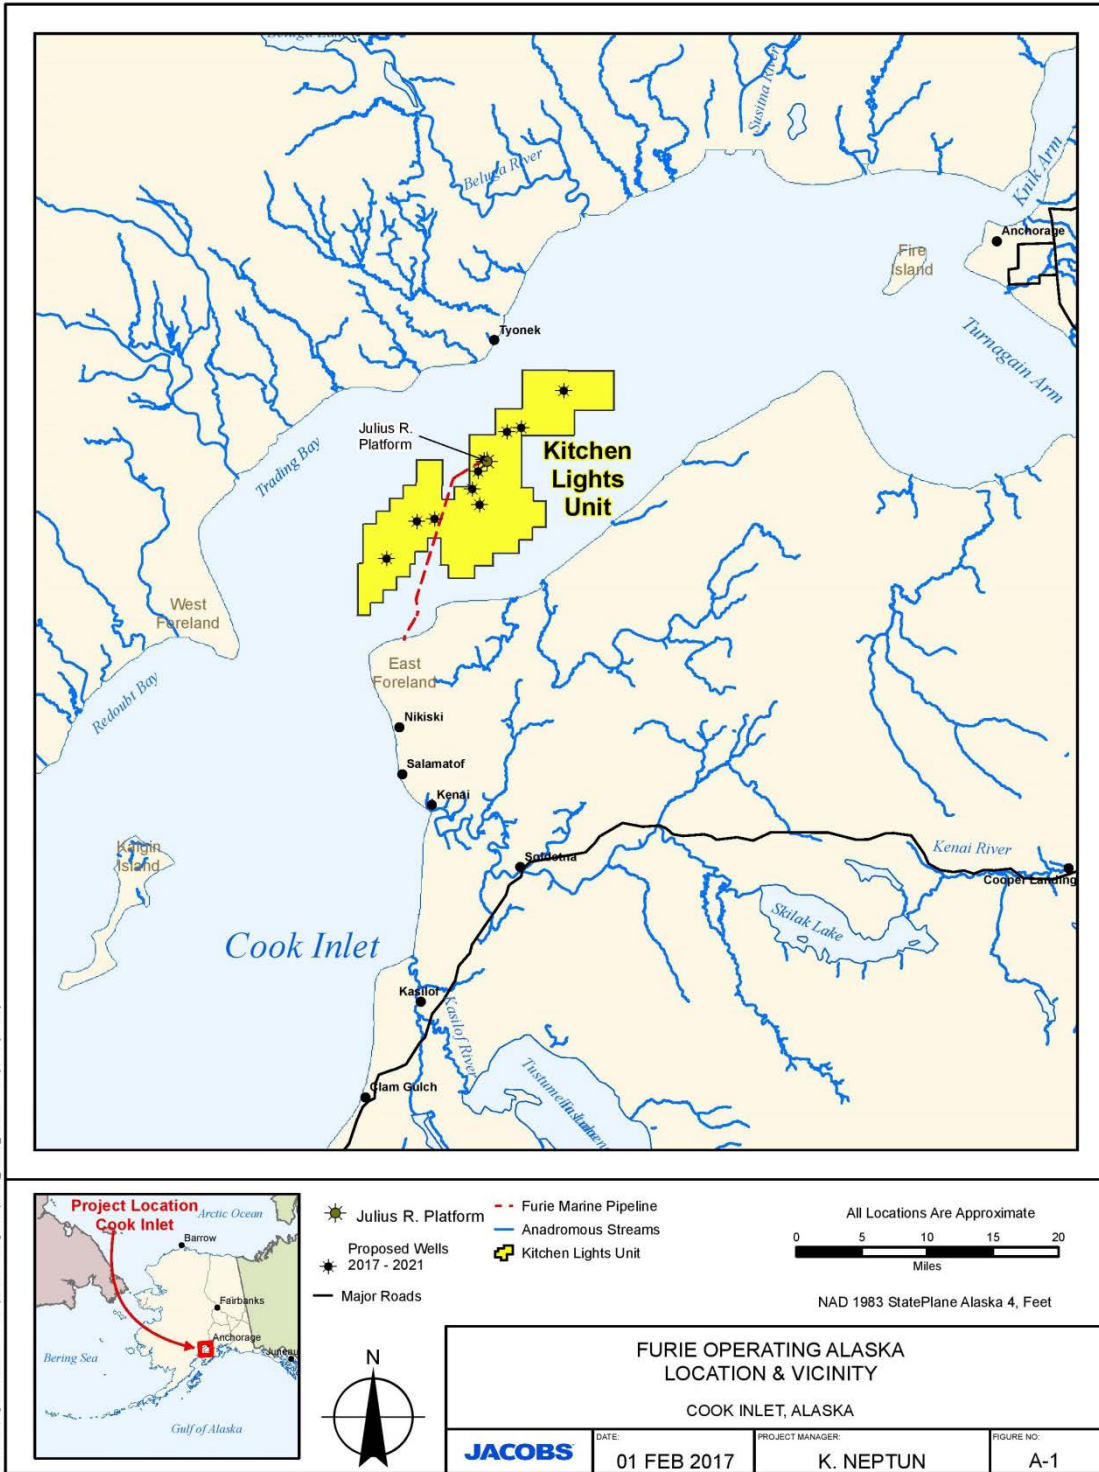 Susitna River
Knik Arm
Beluga River
Anchorage
Fire
Island
Tyonek
Turnagain Arm
Julius R.
Platform
Kitchen
Lights
Unit
Trading Bay
West
Foreland
East
Foreland
Redoubt Bay
Nikiski
Salamatof
Kenai
Kalgin
Island
Soldotna
Kenai River
Cooper Landing
Skilak Lake
Cook Inlet
Kasilof
Kasilof River
Clam Gulch
Project Location
Cook Inlet
Arctic Ocean
Barrow
Fairbanks
Anchorage
Juneau
Bering Sea
Gulf of Alaska
Julius R. Platform
Proposed Wells
2017 - 2021
Major Roads
Furie Marine Pipeline
Anadromous Streams
Kitchen Lights Unit
All Locations Are Approximate
0 5 10 15 20
Miles
NAD 1983 StatePlane Alaska 4, Feet
N
FURIE OPERATING ALASKA
LOCATION & VICINITY
COOK INLET, ALASKA
JACOBS
DATE:
01 FEB 2017
PROJECT MANAGER:
K. NEPTUN
FIGURE NO:
A-1